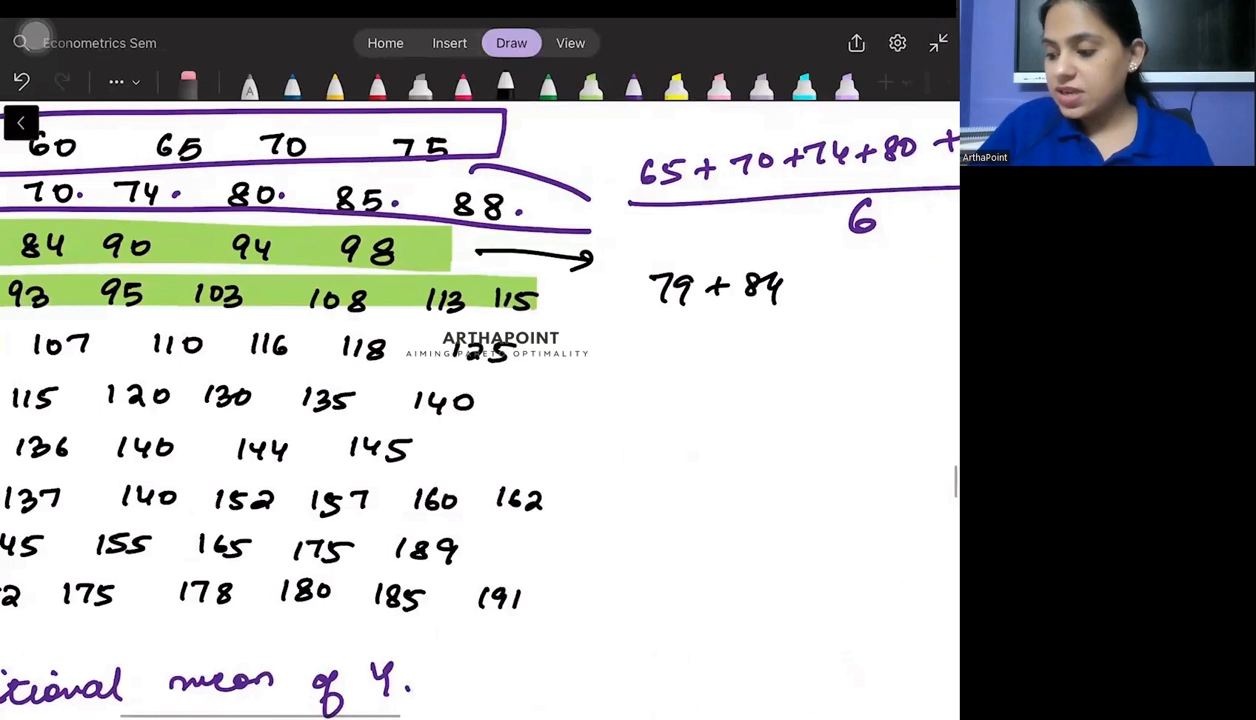 Econometrics Sem
Home Insert Draw View
60 65 70 75
70. 74. 80. 85. 88.
84 90 94 98
93 95 103 108 113 115
107 110 116 118 125
115 120 130 135 140
136 140 144 145
137 140 152 157 160 162
45 155 165 175 189
2 175 178 180 185 191
itional mean of Y.
65 + 70 + 74 + 80 +
6
79 + 84
ARTHAPOINT
AIMING PARETO OPTIMALITY
ArthaPoint